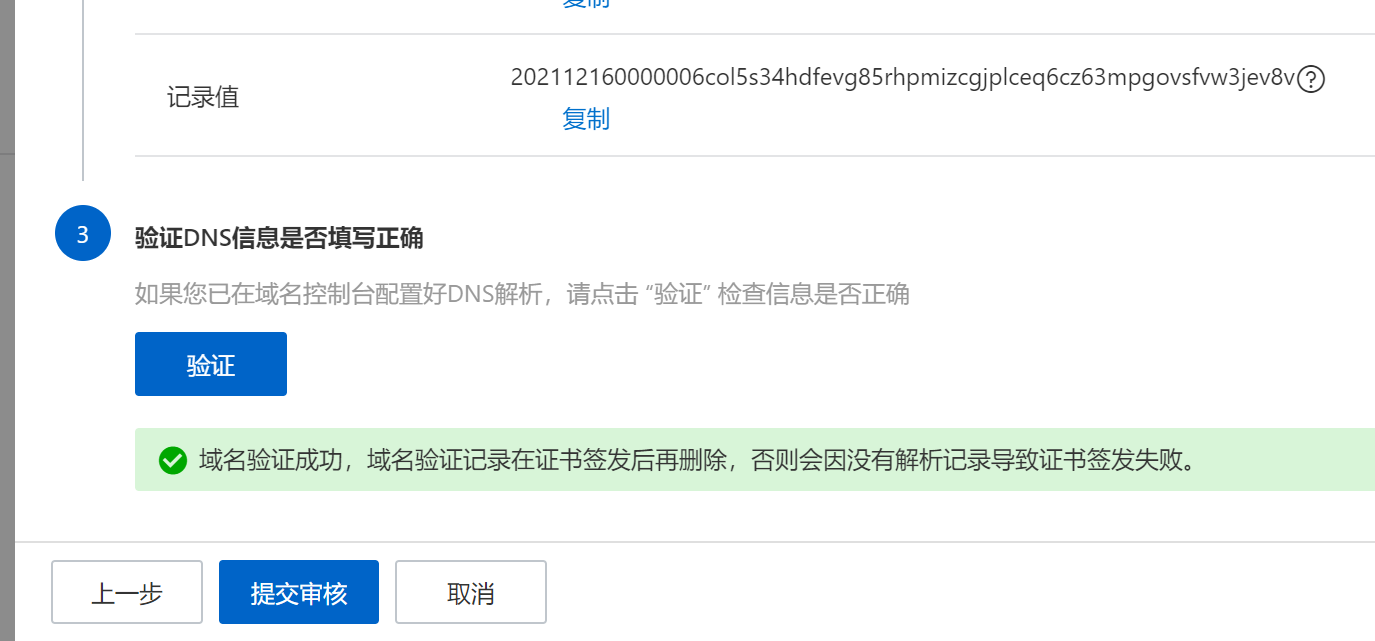 复制
记录值
202112160000006col5s34hdfevg85rhpmizcgjplceq6cz63mpgovsfvw3jev8v?
复制
3
验证DNS信息是否填写正确
如果您已在域名控制台配置好DNS解析，请点击 “验证” 检查信息是否正确
验证
域名验证成功，域名验证记录在证书签发后再删除，否则会因没有解析记录导致证书签发失败。
上一步
提交审核
取消